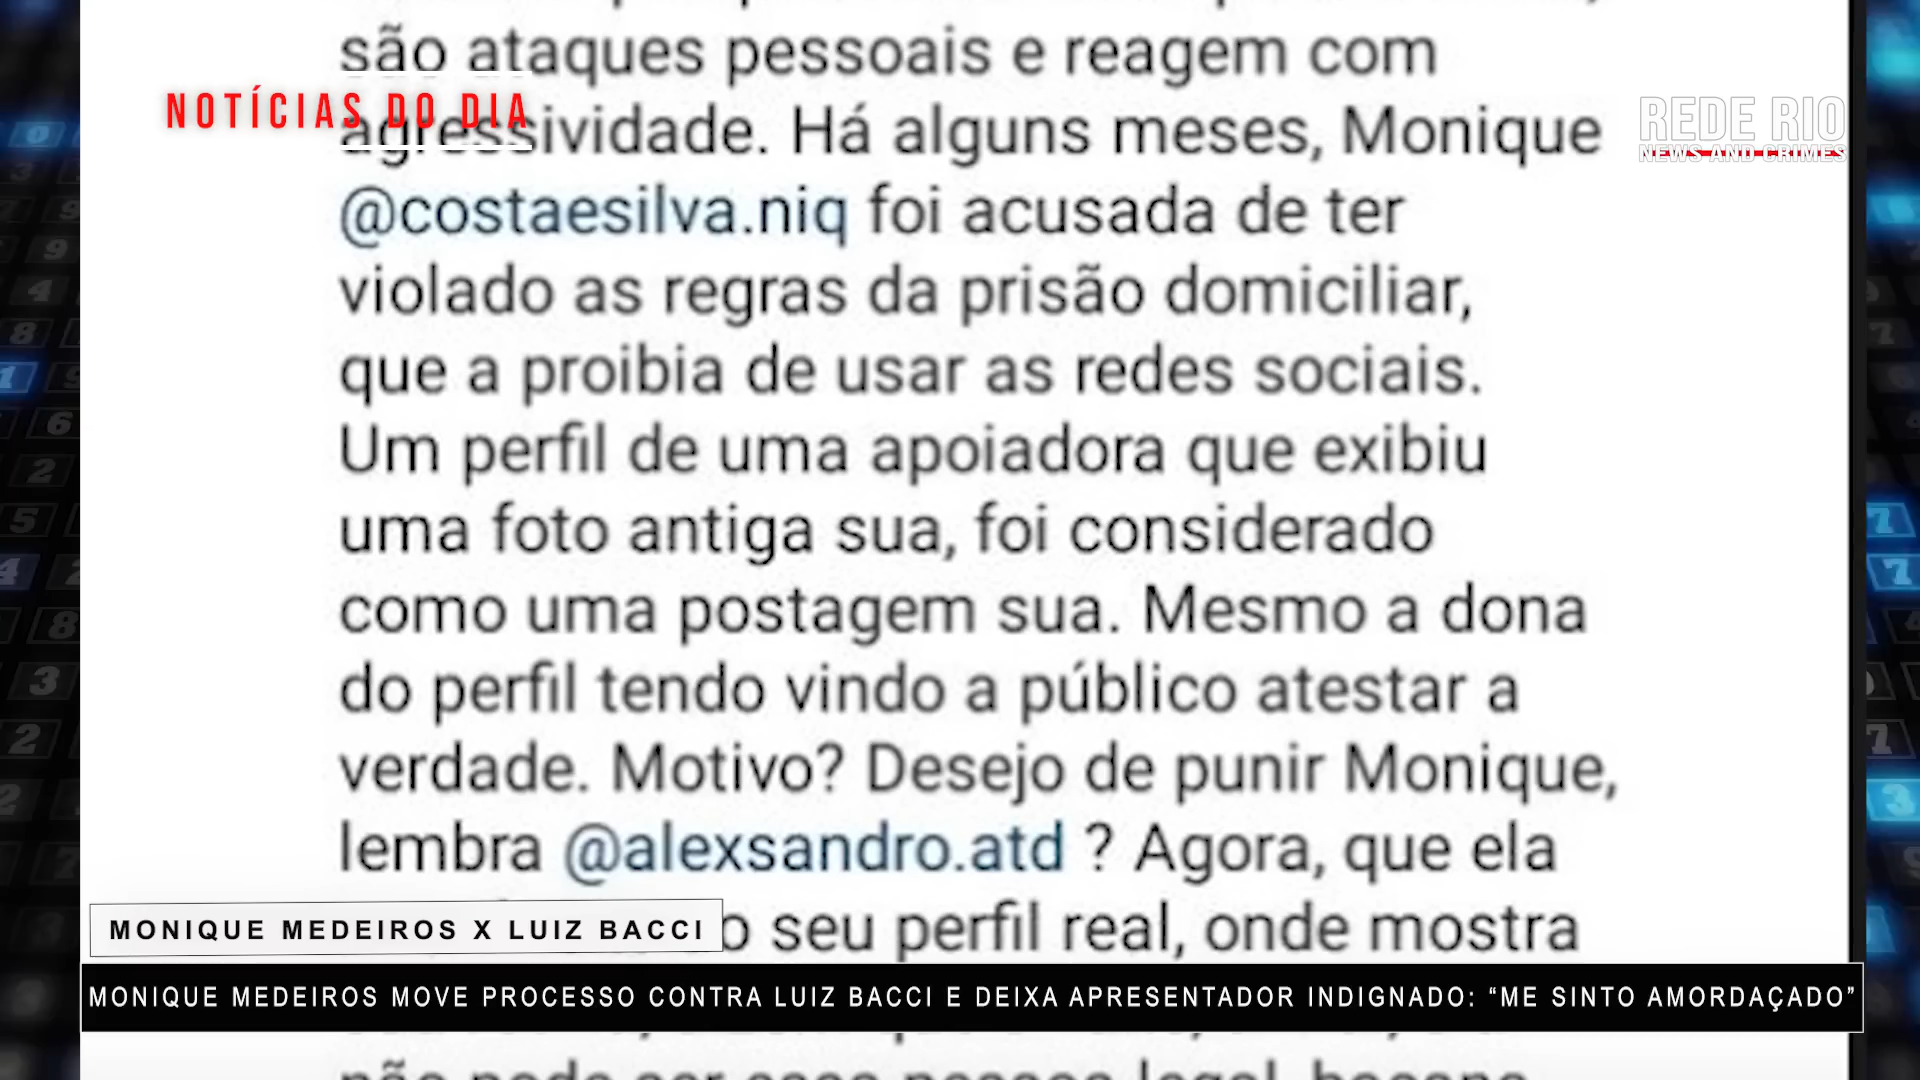 são ataques pessoais e reagem com
NOTÍCIAS DO DIA
agressividade. Há alguns meses, Monique
REDE RIO
NEWS AND CRIMES
@costaesilva.niq foi acusada de ter
violado as regras da prisão domiciliar,
que a proibia de usar as redes sociais.
Um perfil de uma apoiadora que exibiu
uma foto antiga sua, foi considerado
como uma postagem sua. Mesmo a dona
do perfil tendo vindo a público atestar a
verdade. Motivo? Desejo de punir Monique,
lembra @alexsandro.atd ? Agora, que ela
seu perfil real, onde mostra
MONIQUE MEDEIROS X LUIZ BACCI
MONIQUE MEDEIROS MOVE PROCESSO CONTRA LUIZ BACCI E DEIXA APRESENTADOR INDIGNADO: “ME SINTO AMORDAÇADO”